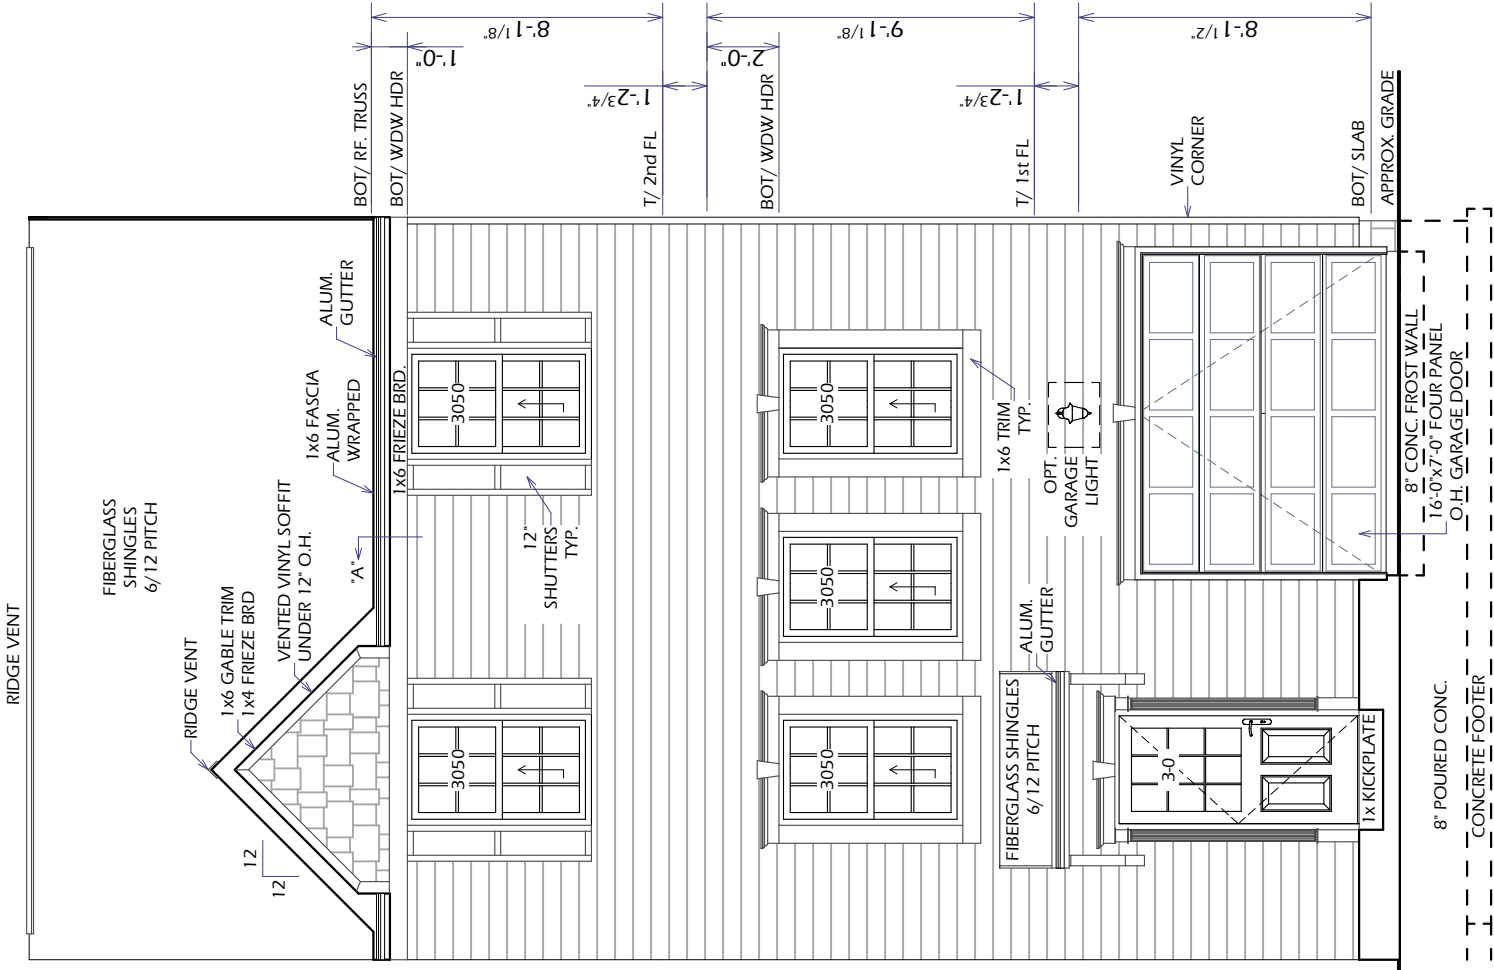 RIDGE VENT
FIBERGLASS
SHINGLES
6/12 PITCH
RIDGE VENT
1x6 GABLE TRIM
1x4 FRIEZE BRD
VENTED VINYL SOFFIT
UNDER 12" O.H.
12
12
"A"
1x6 FASCIA
ALUM.
WRAPPED
ALUM.
GUTTER
1x6 FRIEZE BRD.
BOT/ RF. TRUSS
BOT/ WDW HDR
1'-0"
8'-1 1/8"
3050
3050
12"
SHUTTERS
TYP.
T/ 2nd FL
1'-2 3/4"
BOT/ WDW HDR
2'-0"
9'-1 1/8"
3050
3050
3050
1x6 TRIM
TYP.
T/ 1st FL
1'-2 3/4"
FIBERGLASS SHINGLES
6/12 PITCH
ALUM.
GUTTER
OPT.
GARAGE
LIGHT
VINYL
CORNER
8'-1 1/2"
3-0
1x KICKPLATE
BOT/ SLAB
APPROX. GRADE
8" CONC. FROST WALL
16'-0"x7'-0" FOUR PANEL
O.H. GARAGE DOOR
8" POURED CONC.
CONCRETE FOOTER